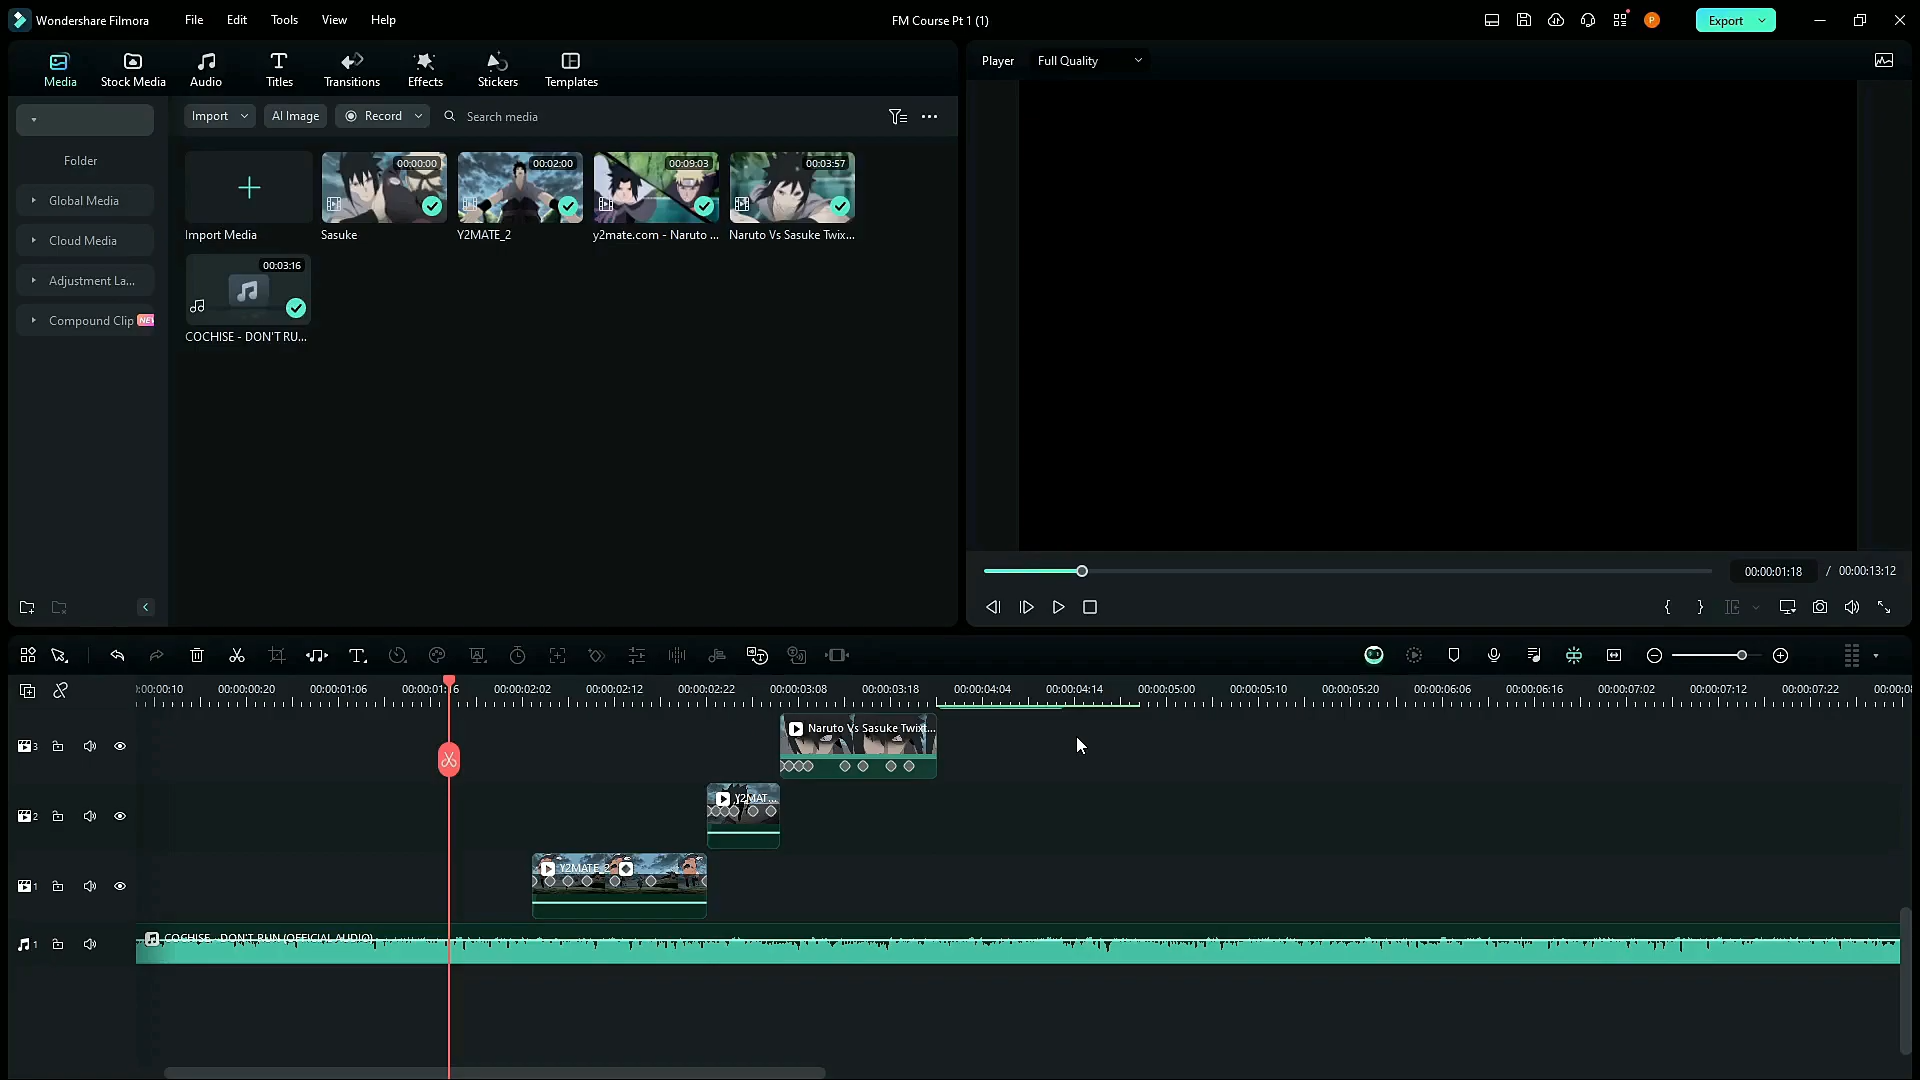 Wondershare Filmora File Edit Tools View Help FM Course Pt 1 (1) P Export
Media Stock Media Audio Titles Transitions Effects Stickers Templates
Player Full Quality
Import AI Image Record Search media
Folder
Global Media
Cloud Media
Adjustment La...
Compound Clip NEW
00:00:00 00:02:00 00:09:03 00:03:57
Import Media Sasuke Y2MATE_2 y2mate.com - Naruto ... Naruto Vs Sasuke Twix...
00:03:16
COCHISE - DON'T RU...
00:00:01:18 / 00:00:13:12
:00:00:10 00:00:00:20 00:00:01:06 00:00:01:16 00:00:02:02 00:00:02:12 00:00:02:22 00:00:03:08 00:00:03:18 00:00:04:04 00:00:04:14 00:00:05:00 00:00:05:10 00:00:05:20 00:00:06:06 00:00:06:16 00:00:07:02 00:00:07:12 00:00:07:22 00:00:0
3 Naruto Vs Sasuke Twixt...
2 Y2MAT...
1 Y2MATE_2
1 COCHISE - DON'T RUN (OFFICIAL AUDIO)